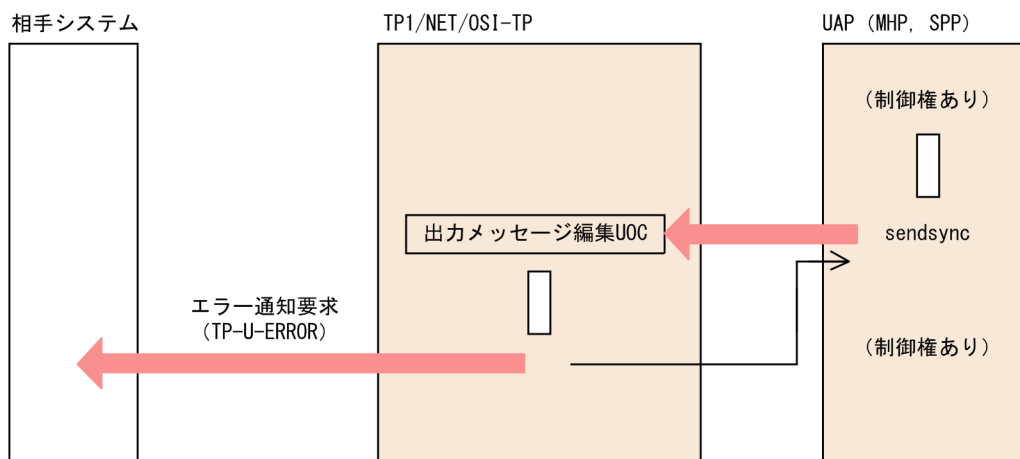 相手システム
TP1/NET/OSI-TP
UAP（MHP, SPP）
（制御権あり）
出力メッセージ編集UOC
sendsync
エラー通知要求
（TP-U-ERROR）
（制御権あり）